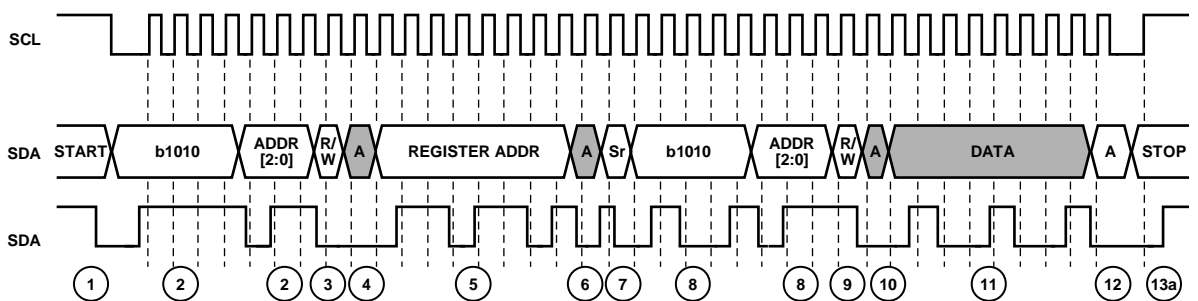 SCL
SDA START b1010 ADDR [2:0] R/W A REGISTER ADDR A Sr b1010 ADDR [2:0] R/W A DATA A STOP
SDA
1 2 2 3 4 5 6 7 8 8 9 10 11 12 13a